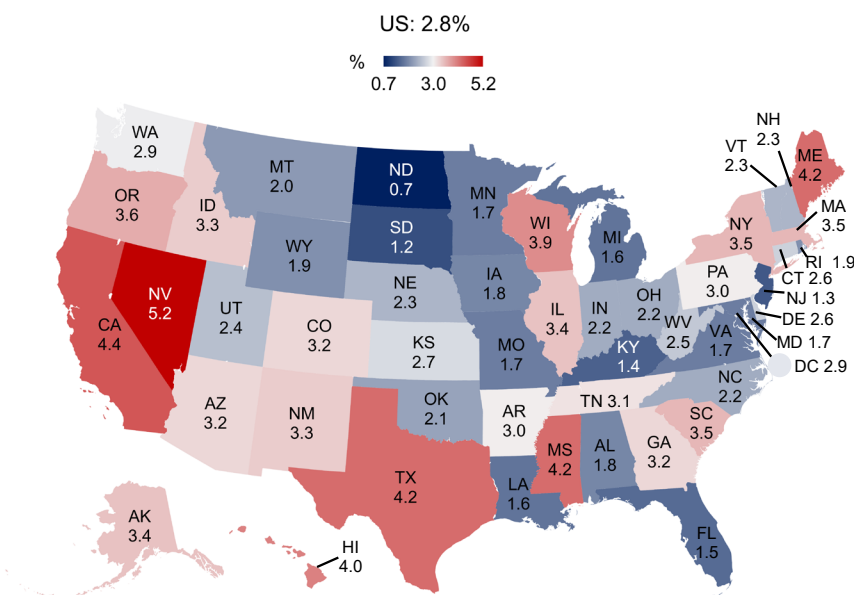 US: 2.8%
%
0.7 3.0 5.2
WA
2.9
OR
3.6
ID
3.3
MT
2.0
ND
0.7
SD
1.2
MN
1.7
WI
3.9
MI
1.6
VT
2.3
NH
2.3
ME
4.2
MA
3.5
NY
3.5
RI 1.9
CT 2.6
NJ 1.3
DE 2.6
MD 1.7
DC 2.9
PA
3.0
WY
1.9
NE
2.3
IA
1.8
IL
3.4
IN
2.2
OH
2.2
WV
2.5
VA
1.7
NV
5.2
UT
2.4
CO
3.2
KS
2.7
MO
1.7
KY
1.4
CA
4.4
AZ
3.2
NM
3.3
OK
2.1
AR
3.0
TN 3.1
NC
2.2
SC
3.5
MS
4.2
AL
1.8
GA
3.2
TX
4.2
LA
1.6
FL
1.5
AK
3.4
HI
4.0